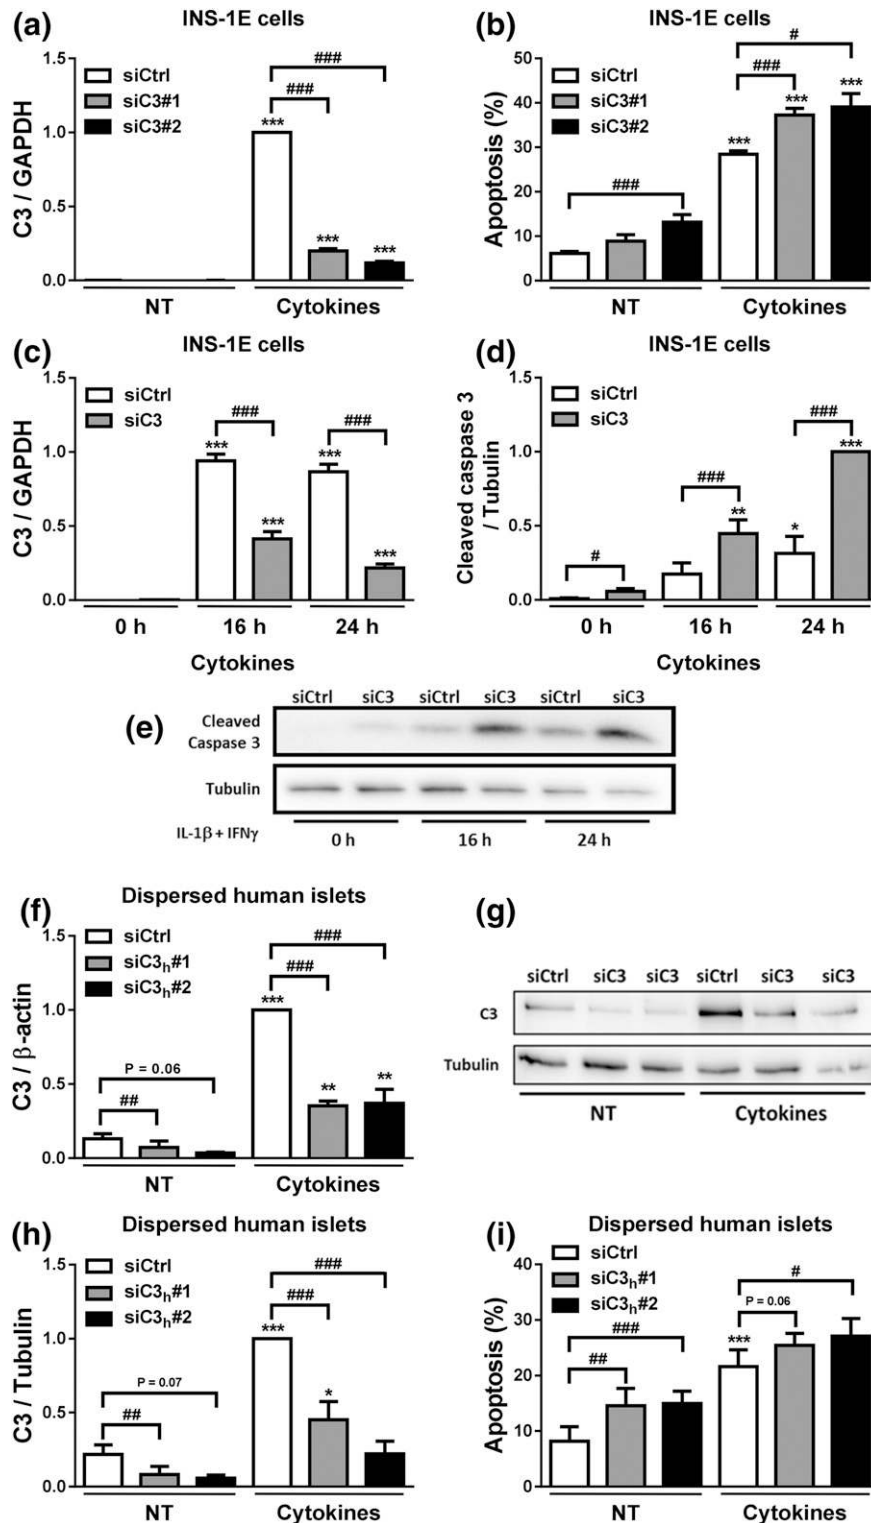 (a)
INS-1E cells
C3 / GAPDH
1.5
1.0
0.5
0.0
siCtrl
siC3#1
siC3#2
###
###
***
***
***
NT
Cytokines
(b)
INS-1E cells
Apoptosis (%)
50
40
30
20
10
0
siCtrl
siC3#1
siC3#2
###
#
###
***
***
***
NT
Cytokines
(c)
INS-1E cells
C3 / GAPDH
1.5
1.0
0.5
0.0
siCtrl
siC3
###
###
***
***
***
***
0 h
16 h
24 h
Cytokines
(d)
INS-1E cells
Cleaved caspase 3
/ Tubulin
1.5
1.0
0.5
0.0
siCtrl
siC3
#
###
###
**
*
***
0 h
16 h
24 h
Cytokines
(e)
siCtrl siC3 siCtrl siC3 siCtrl siC3
Cleaved
Caspase 3
Tubulin
IL-1β + IFNγ
0 h 16 h 24 h
(f)
Dispersed human islets
C3 / β-actin
1.5
1.0
0.5
0.0
siCtrl
siC3h#1
siC3h#2
P = 0.06
##
###
###
***
**
**
NT
Cytokines
(g)
siCtrl siC3 siC3 siCtrl siC3 siC3
C3
Tubulin
NT Cytokines
(h)
Dispersed human islets
C3 / Tubulin
1.5
1.0
0.5
0.0
siCtrl
siC3h#1
siC3h#2
P = 0.07
##
###
###
***
*
NT
Cytokines
(i)
Dispersed human islets
Apoptosis (%)
40
30
20
10
0
siCtrl
siC3h#1
siC3h#2
###
##
#
P = 0.06
***
NT
Cytokines